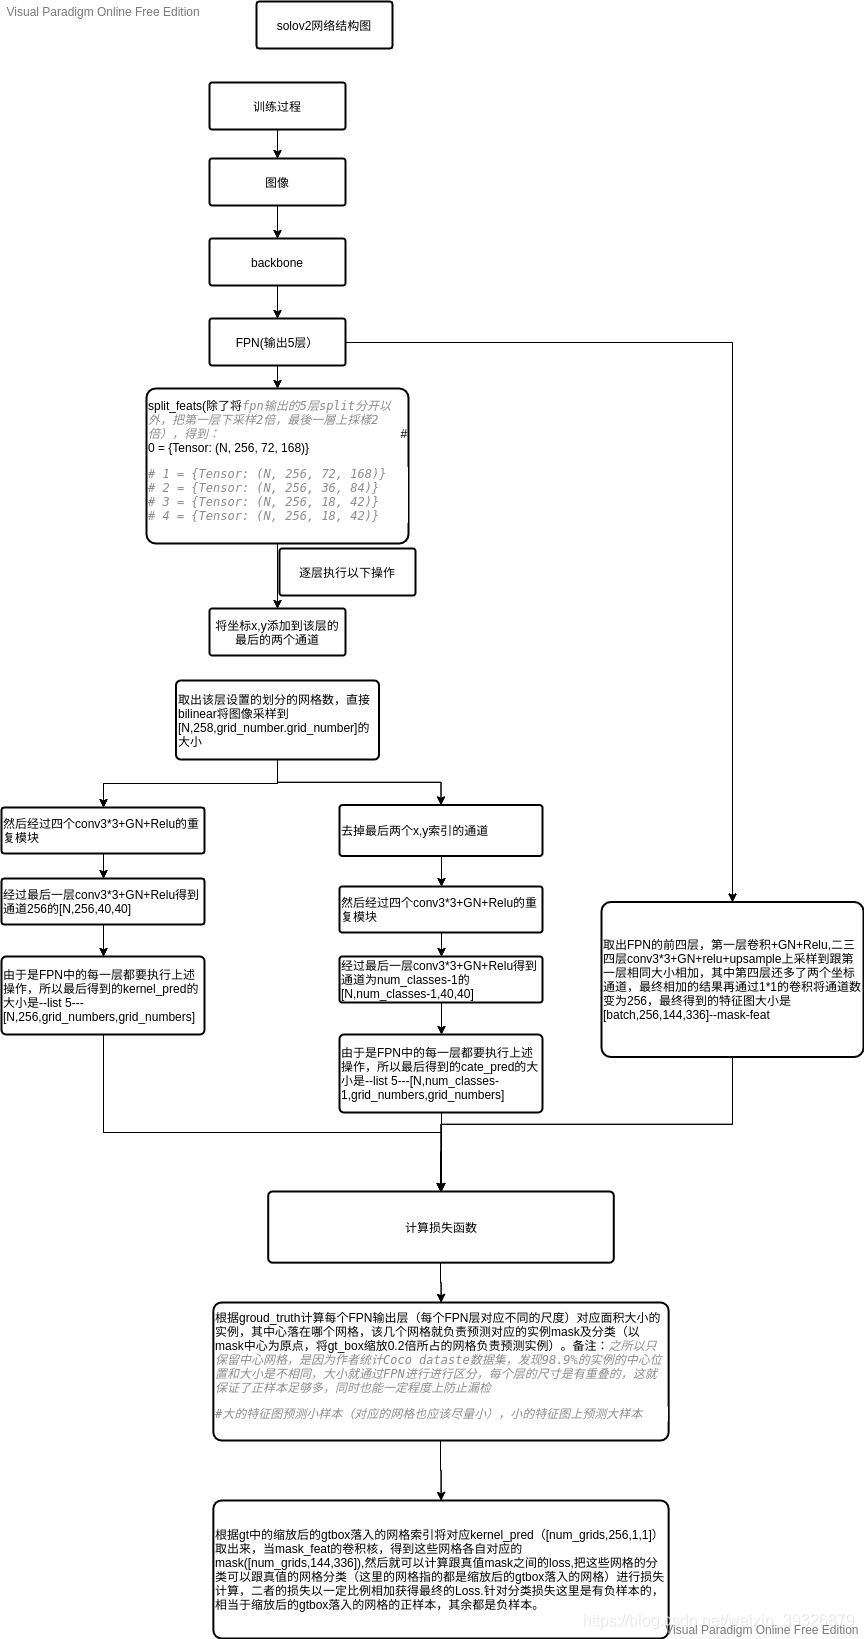 Visual Paradigm Online Free Edition
solov2网络结构图
训练过程
图像
backbone
FPN(输出5层）
split_feats(除了将fpn输出的5层split分开以
外，把第一层下采样2倍，最後一層上採樣2
倍），得到： #
0 = {Tensor: (N, 256, 72, 168)}
# 1 = {Tensor: (N, 256, 72, 168)}
# 2 = {Tensor: (N, 256, 36, 84)}
# 3 = {Tensor: (N, 256, 18, 42)}
# 4 = {Tensor: (N, 256, 18, 42)}
逐层执行以下操作
将坐标x,y添加到该层的
最后的两个通道
取出该层设置的划分的网格数，直接
bilinear将图像采样到
[N,258,grid_number.grid_number]的
大小
然后经过四个conv3*3+GN+Relu的重
复模块
经过最后一层conv3*3+GN+Relu得到
通道256的[N,256,40,40]
由于是FPN中的每一层都要执行上述
操作，所以最后得到的kernel_pred的
大小是--list 5---
[N,256,grid_numbers,grid_numbers]
去掉最后两个x,y索引的通道
然后经过四个conv3*3+GN+Relu的重
复模块
经过最后一层conv3*3+GN+Relu得到
通道为num_classes-1的
[N,num_classes-1,40,40]
由于是FPN中的每一层都要执行上述
操作，所以最后得到的cate_pred的大
小是--list 5---[N,num_classes-
1,grid_numbers,grid_numbers]
取出FPN的前四层，第一层卷积+GN+Relu,二三
四层conv3*3+GN+relu+upsample上采样到跟第
一层相同大小相加，其中第四层还多了两个坐标
通道，最终相加的结果再通过1*1的卷积将通道数
变为256，最终得到的特征图大小是
[batch,256,144,336]--mask-feat
计算损失函数
根据groud_truth计算每个FPN输出层（每个FPN层对应不同的尺度）对应面积大小的
实例，其中心落在哪个网格，该几个网格就负责预测对应的实例mask及分类（以
mask中心为原点，将gt_box缩放0.2倍所占的网格负责预测实例）。备注：之所以只
保留中心网格，是因为作者统计Coco dataste数据集，发现98.9%的实例的中心位
置和大小是不相同，大小就通过FPN进行进行区分，每个层的尺寸是有重叠的，这就
保证了正样本足够多，同时也能一定程度上防止漏检
#大的特征图预测小样本（对应的网格也应该尽量小），小的特征图上预测大样本
根据gt中的缩放后的gtbox落入的网格索引将对应kernel_pred（[num_grids,256,1,1]）
取出来，当mask_feat的卷积核，得到这些网格各自对应的
mask([num_grids,144,336]),然后就可以计算跟真值mask之间的loss,把这些网格的分
类可以跟真值的网格分类（这里的网格指的都是缩放后的gtbox落入的网格）进行损失
计算，二者的损失以一定比例相加获得最终的Loss.针对分类损失这里是有负样本的，
相当于缩放后的gtbox落入的网格的正样本，其余都是负样本。
https://blog.csdn.net/weixin_39326879
Visual Paradigm Online Free Edition